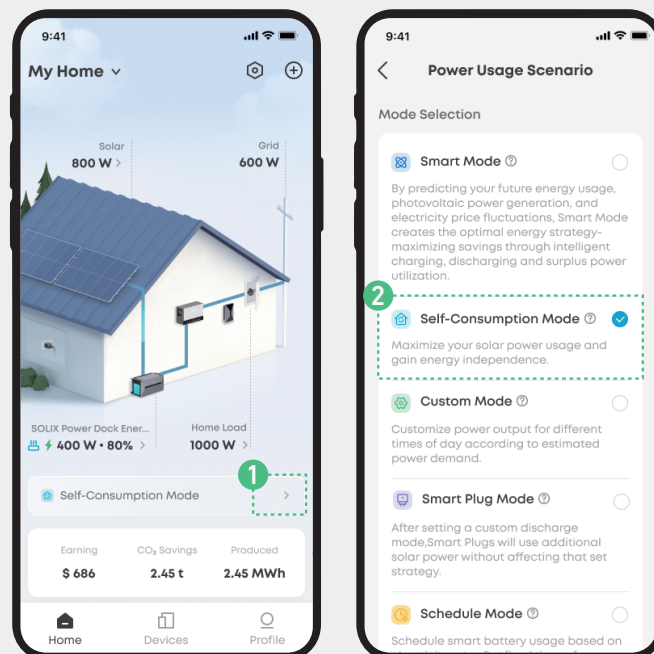 9:41
My Home
Solar
800 W >
Grid
600 W
SOLIX Power Dock Ener...
400 W • 80% >
Home Load
1000 W >
1
Self-Consumption Mode >
Earning
$ 686
CO₂ Savings
2.45 t
Produced
2.45 MWh
Home
Devices
Profile
9:41
Power Usage Scenario
Mode Selection
Smart Mode ?
By predicting your future energy usage,
photovoltaic power generation, and
electricity price fluctuations, Smart Mode
creates the optimal energy strategy-
maximizing savings through intelligent
charging, discharging and surplus power
utilization.
2
Self-Consumption Mode ?
Maximize your solar power usage and
gain energy independence.
Custom Mode ?
Customize power output for different
times of day according to estimated
power demand.
Smart Plug Mode ?
After setting a custom discharge
mode,Smart Plugs will use additional
solar power without affecting that set
strategy.
Schedule Mode ?
Schedule smart battery usage based on